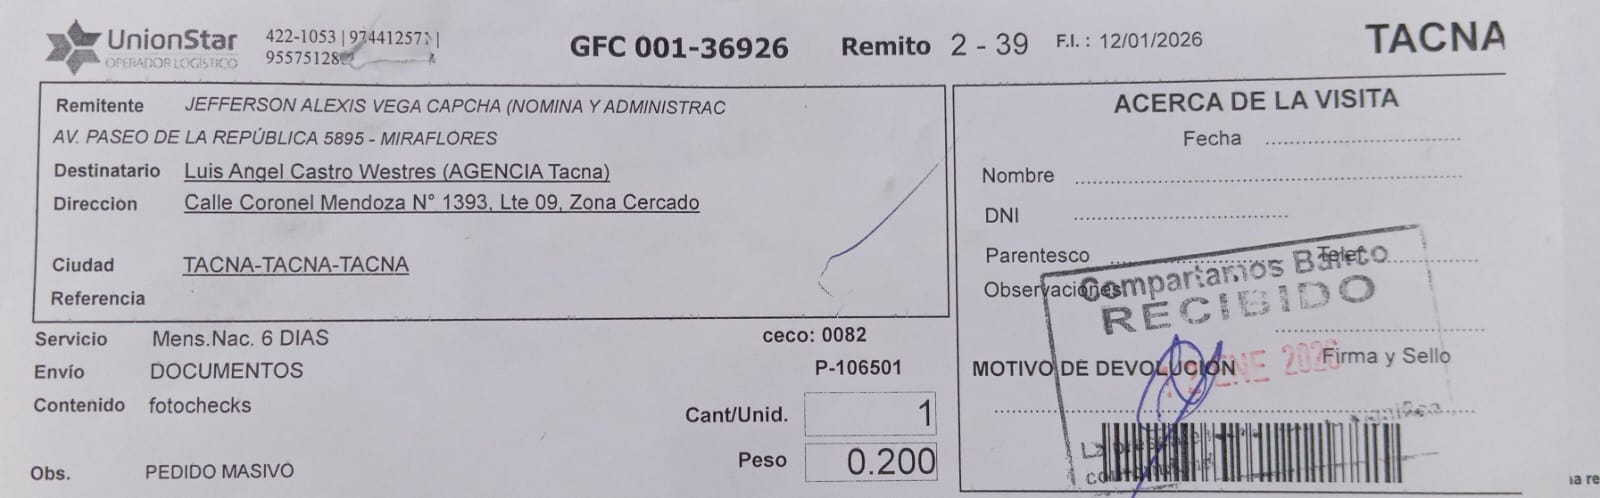 UnionStar
OPERADOR LOGÍSTICO
422-1053 | 974412571 |
95575128
GFC 001-36926
Remito 2 - 39
F.I. : 12/01/2026
TACNA
Remitente JEFFERSON ALEXIS VEGA CAPCHA (NOMINA Y ADMINISTRAC
AV. PASEO DE LA REPÚBLICA 5895 - MIRAFLORES
Destinatario Luis Angel Castro Westres (AGENCIA Tacna)
Direccion Calle Coronel Mendoza N° 1393, Lte 09, Zona Cercado
Ciudad TACNA-TACNA-TACNA
Referencia
Servicio Mens.Nac. 6 DIAS
ceco: 0082
Envío DOCUMENTOS
P-106501
Contenido fotochecks
Cant/Unid. 1
Peso 0.200
Obs. PEDIDO MASIVO
ACERCA DE LA VISITA
Fecha
Nombre
DNI
Parentesco Telef
Observaciones
Compartamos Banco
RECIBIDO
ENE 2026
Firma y Sello
MOTIVO DE DEVOLUCIÓN
significa